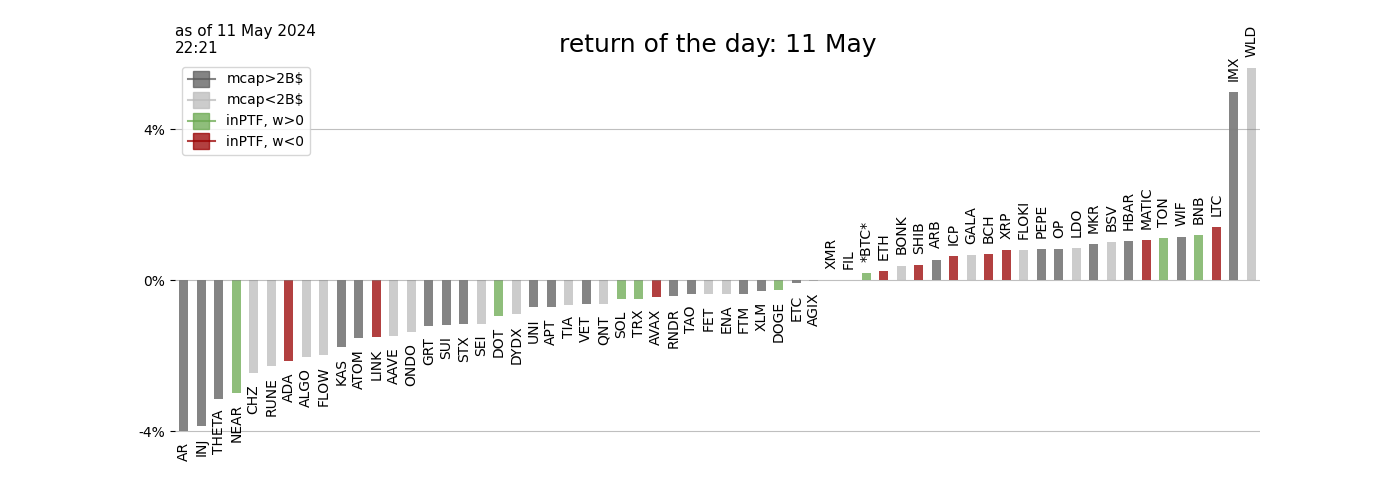 as of 11 May 2024
22:21
return of the day: 11 May
mcap>2B$
mcap<2B$
inPTF, w>0
inPTF, w<0
4%
0%
-4%
AR
INJ
THETA
NEAR
CHZ
RUNE
ADA
ALGO
FLOW
KAS
ATOM
LINK
AAVE
ONDO
GRT
SUI
STX
SEI
DOT
DYDX
UNI
APT
TIA
VET
QNT
SOL
TRX
AVAX
RNDR
TAO
FET
ENA
FTM
XLM
DOGE
ETC
AGIX
XMR
FIL
*BTC*
ETH
BONK
SHIB
ARB
ICP
GALA
BCH
XRP
FLOKI
PEPE
OP
LDO
MKR
BSV
HBAR
MATIC
TON
WIF
BNB
LTC
IMX
WLD